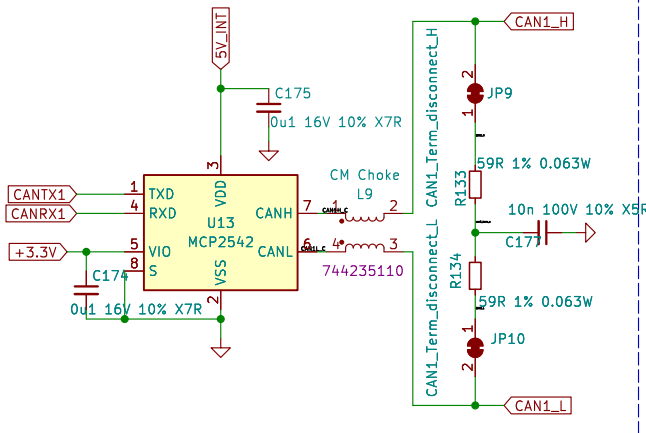 CAN1_H
5V_INT
C175
0u1 16V 10% X7R
CAN1_Term_disconnect_H
2
JP9
1
3
VDD
CM Choke
L9
59R 1% 0.063W
R133
CANTX1
1
TXD
CANRX1
4
RXD
U13
MCP2542
CANH
7
1
2
10n 100V 10% X5R
C177
+3.3V
5
VIO
8
S
CANL
6
4
3
744235110
C174
0u1 16V 10% X7R
VSS
2
CAN1_Term_disconnect_L
R134
59R 1% 0.063W
1
JP10
2
CAN1_L